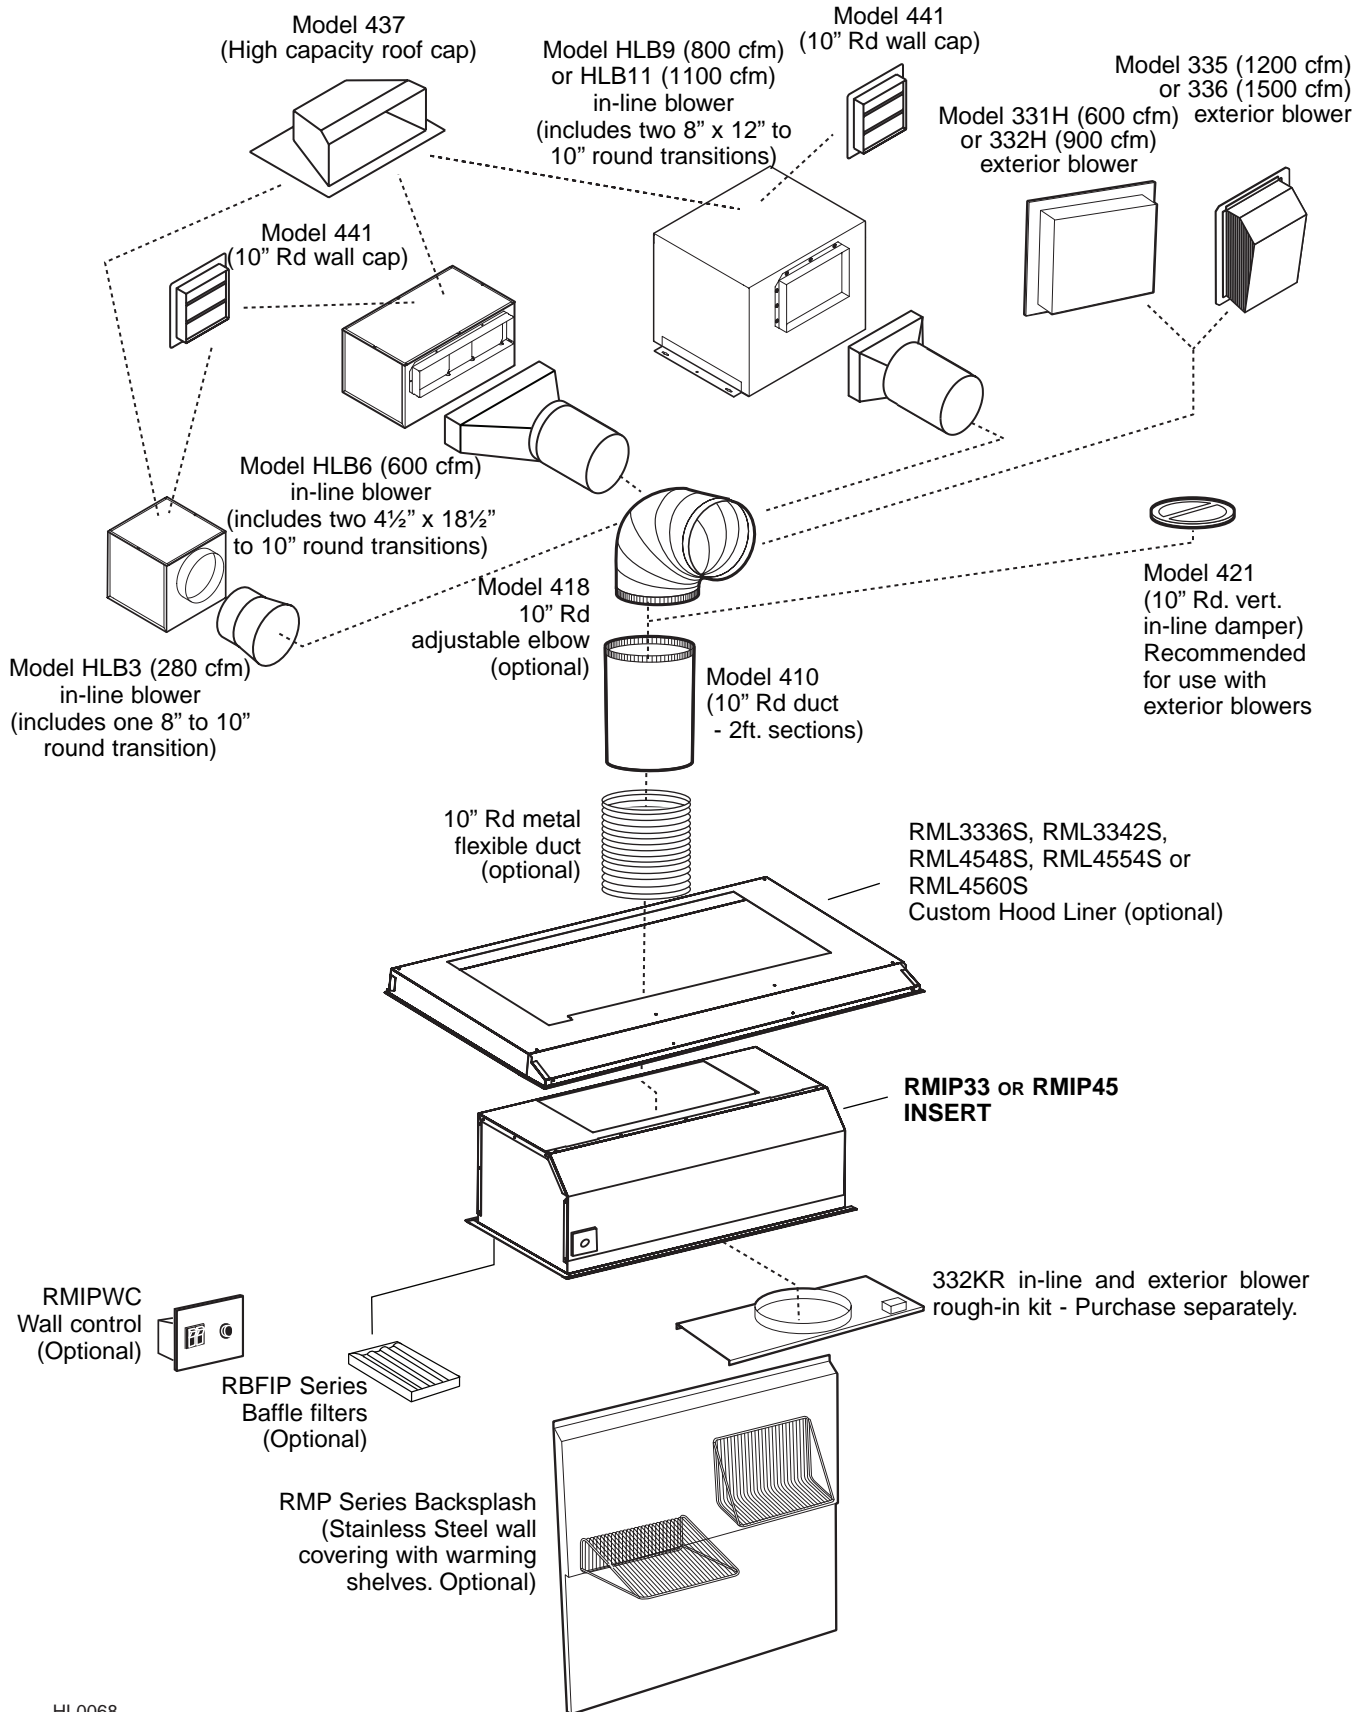 Model 437
(High capacity roof cap)
Model HLB9 (800 cfm)
or HLB11 (1100 cfm)
in-line blower
(includes two 8” x 12” to
10” round transitions)
Model 441
(10” Rd wall cap)
Model 335 (1200 cfm)
or 336 (1500 cfm)
exterior blower
Model 331H (600 cfm)
or 332H (900 cfm)
exterior blower
Model 441
(10” Rd wall cap)
Model HLB6 (600 cfm)
in-line blower
(includes two 4½” x 18½”
to 10” round transitions)
Model HLB3 (280 cfm)
in-line blower
(includes one 8” to 10”
round transition)
Model 418
10” Rd
adjustable elbow
(optional)
Model 421
(10” Rd. vert.
in-line damper)
Recommended
for use with
exterior blowers
Model 410
(10” Rd duct
- 2ft. sections)
10” Rd metal
flexible duct
(optional)
RML3336S, RML3342S,
RML4548S, RML4554S or
RML4560S
Custom Hood Liner (optional)
RMIP33 OR RMIP45
INSERT
332KR in-line and exterior blower
rough-in kit - Purchase separately.
RMIPWC
Wall control
(Optional)
RBFIP Series
Baffle filters
(Optional)
RMP Series Backsplash
(Stainless Steel wall
covering with warming
shelves. Optional)